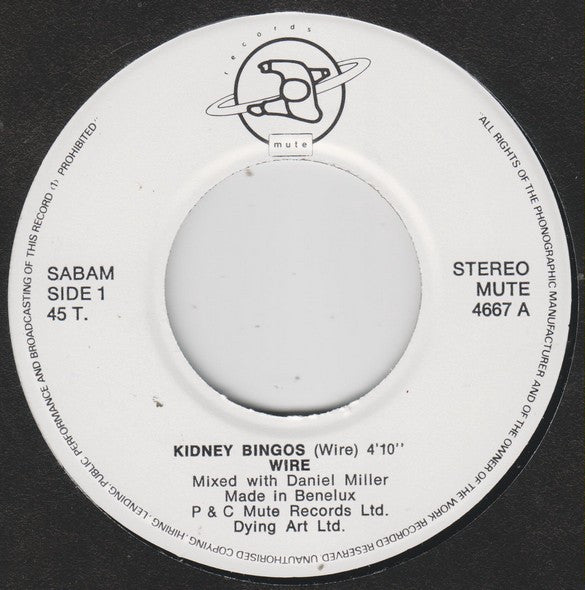 records
mute
ALL RIGHTS OF THE PHONOGRAPHIC MANUFACTURER AND OF THE OWNER OF THE WORK RECORDED RESERVED UNAUTHORISED COPYING-HIRING-LENDING-PUBLIC PERFORMANCE AND BROADCASTING OF THIS RECORD (1) PROHIBITED
SABAM
SIDE 1
45 T.
STEREO
MUTE
4667 A
KIDNEY BINGOS (Wire) 4'10''
WIRE
Mixed with Daniel Miller
Made in Benelux
P & C Mute Records Ltd.
Dying Art Ltd.